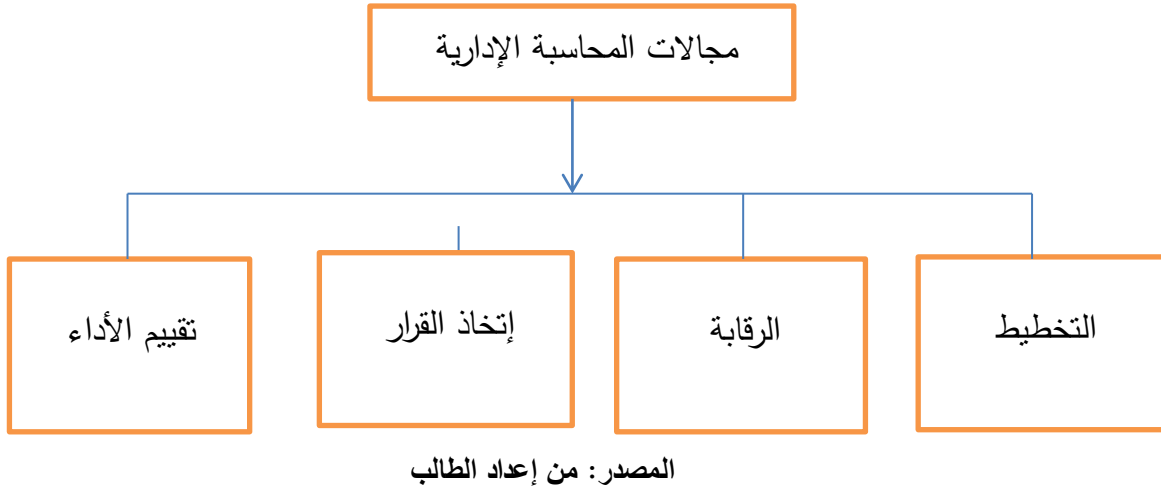 مجالات المحاسبة الإدارية
التخطيط
الرقابة
إتخاذ القرار
تقييم الأداء
المصدر: من إعداد الطالب